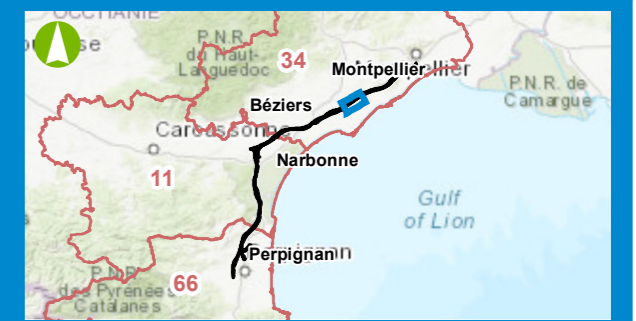 OCCITANIE
P.N.R.
du Haut-
Languedoc
34
Montpellier
P.N.R. de
Camargue
Béziers
Carcassonne
Narbonne
11
Gulf
of Lion
Perpignan
66
P.N.R.
des Pyrénées
Catalanes